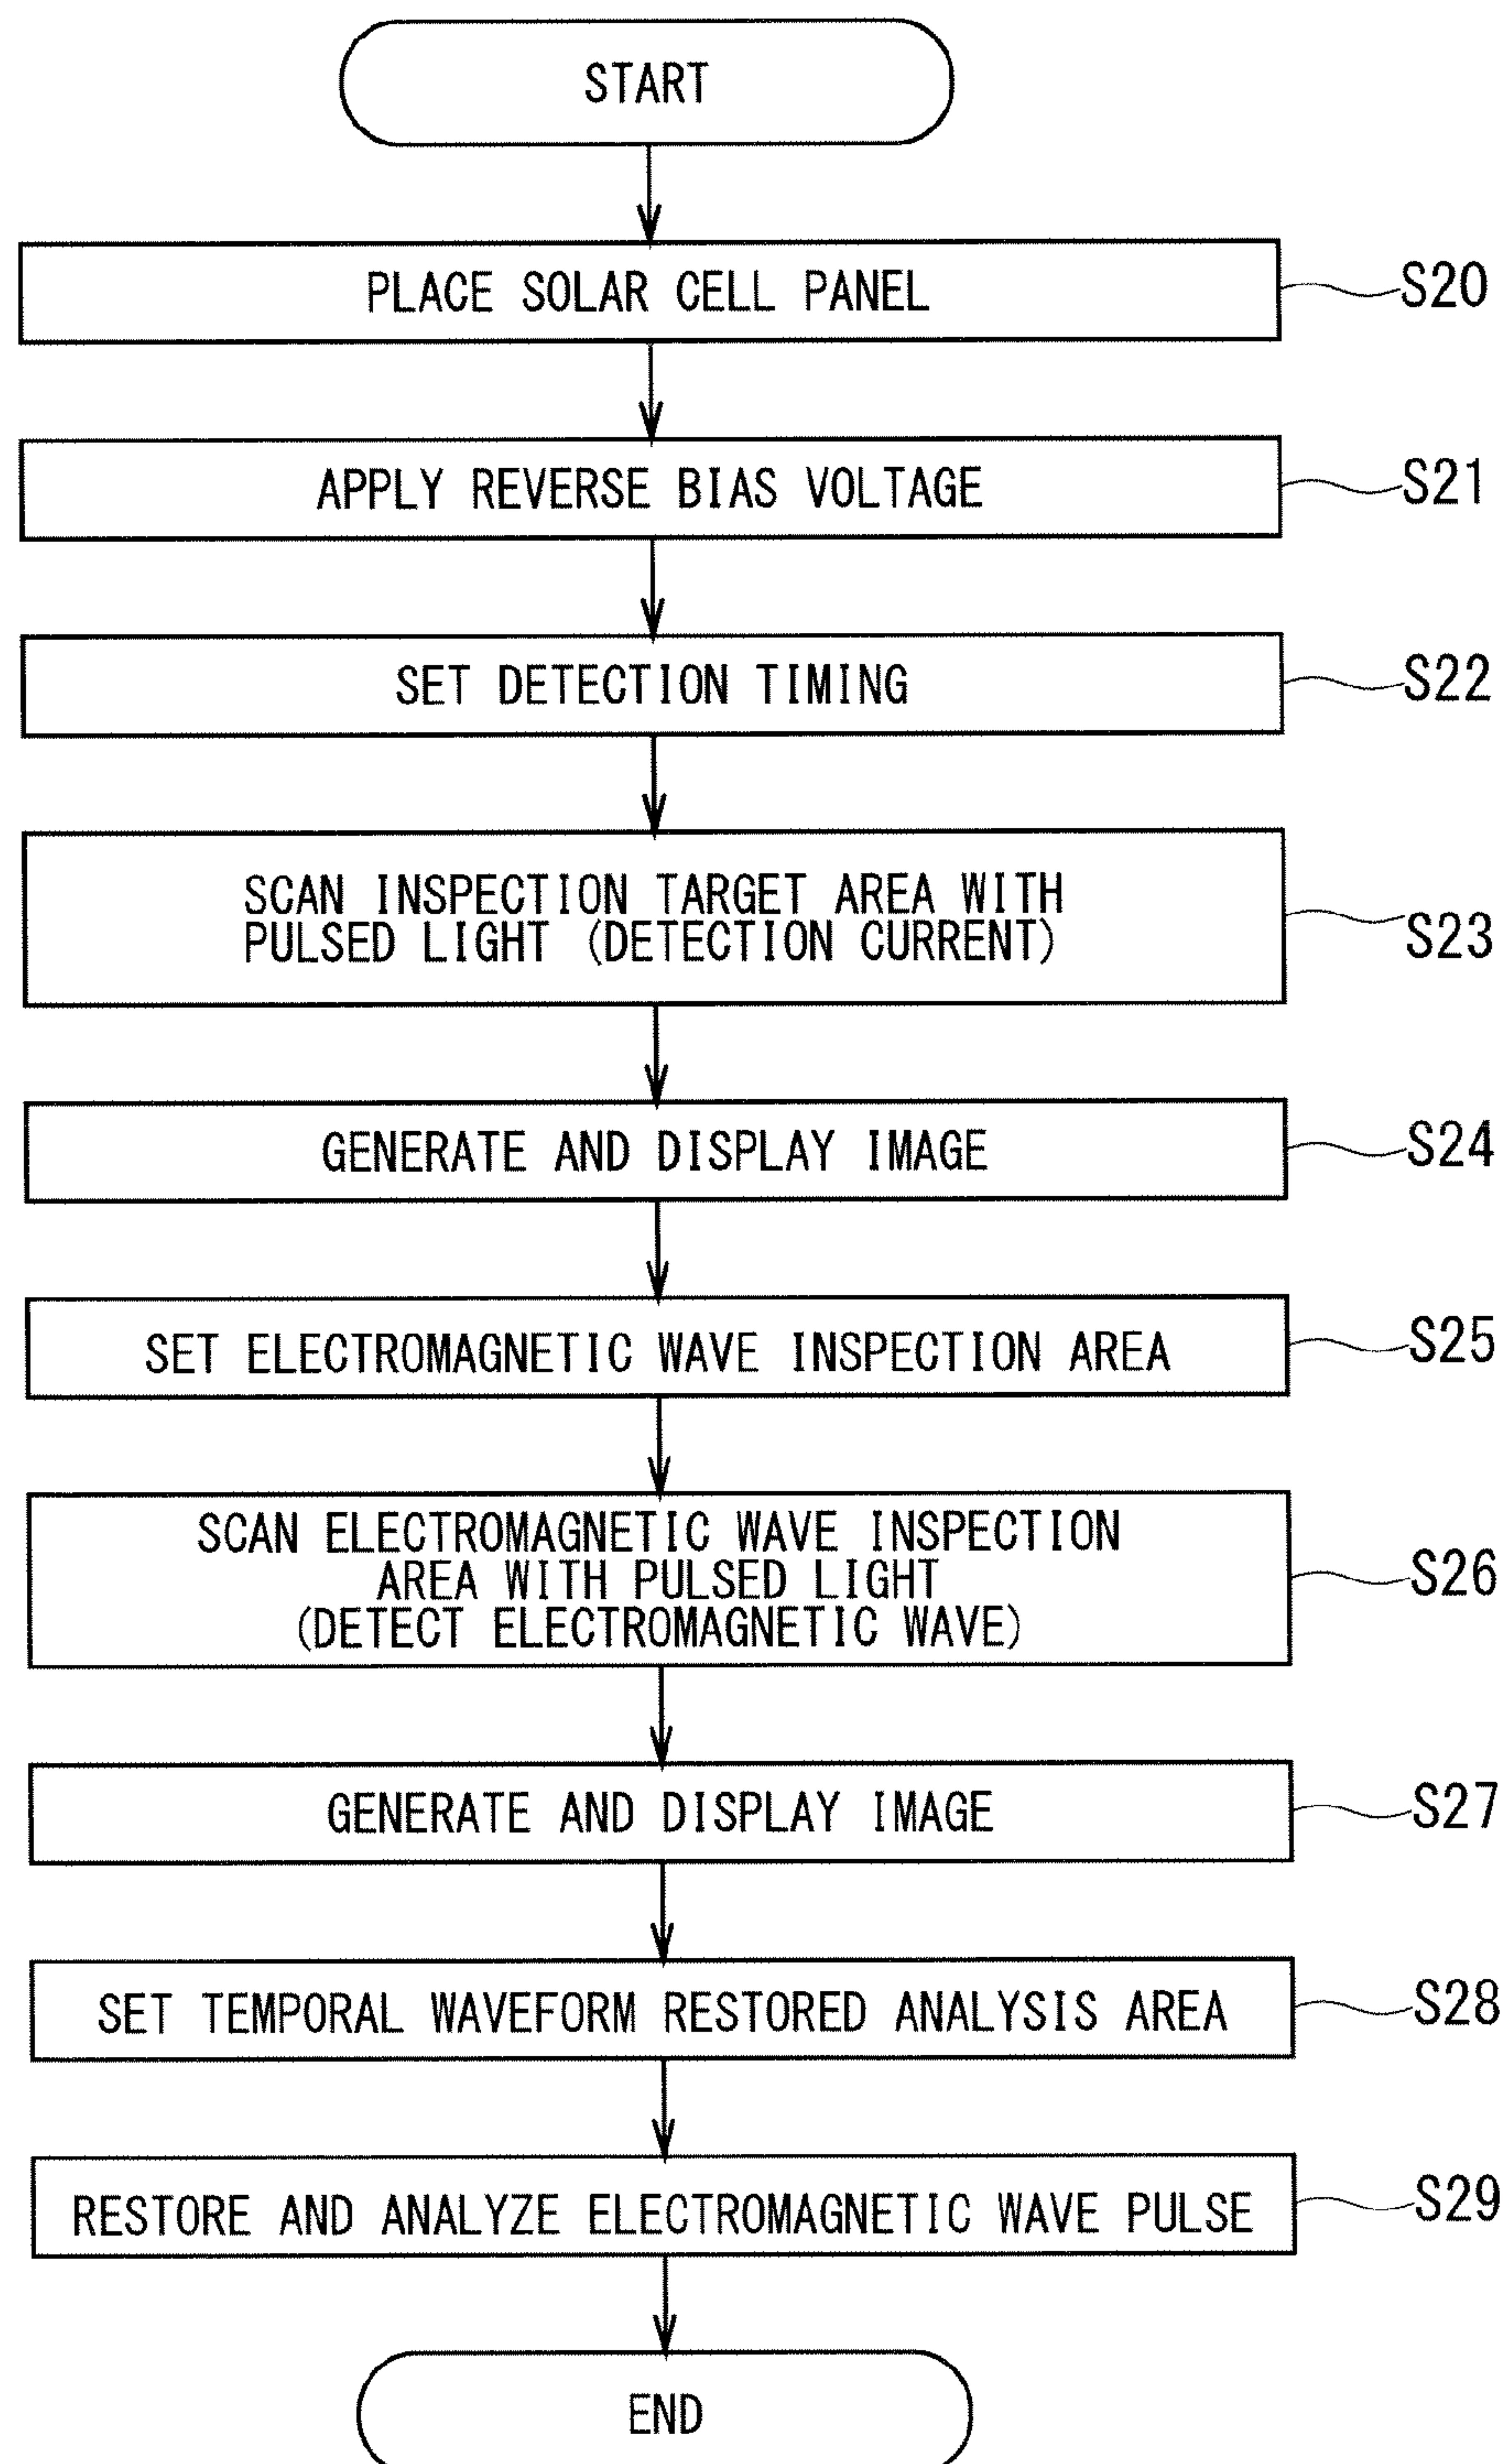 START
PLACE SOLAR CELL PANEL
S20
APPLY REVERSE BIAS VOLTAGE
S21
SET DETECTION TIMING
S22
SCAN INSPECTION TARGET AREA WITH
PULSED LIGHT (DETECTION CURRENT)
S23
GENERATE AND DISPLAY IMAGE
S24
SET ELECTROMAGNETIC WAVE INSPECTION AREA
S25
SCAN ELECTROMAGNETIC WAVE INSPECTION
AREA WITH PULSED LIGHT
(DETECT ELECTROMAGNETIC WAVE)
S26
GENERATE AND DISPLAY IMAGE
S27
SET TEMPORAL WAVEFORM RESTORED ANALYSIS AREA
S28
RESTORE AND ANALYZE ELECTROMAGNETIC WAVE PULSE
S29
END